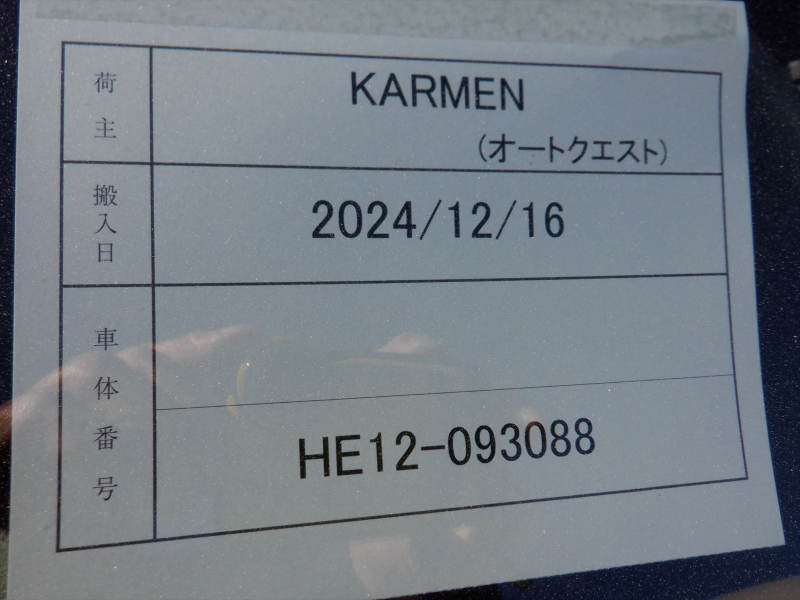 荷主
KARMEN
(オートクエスト)
搬入日
2024/12/16
車体番号
HE12-093088